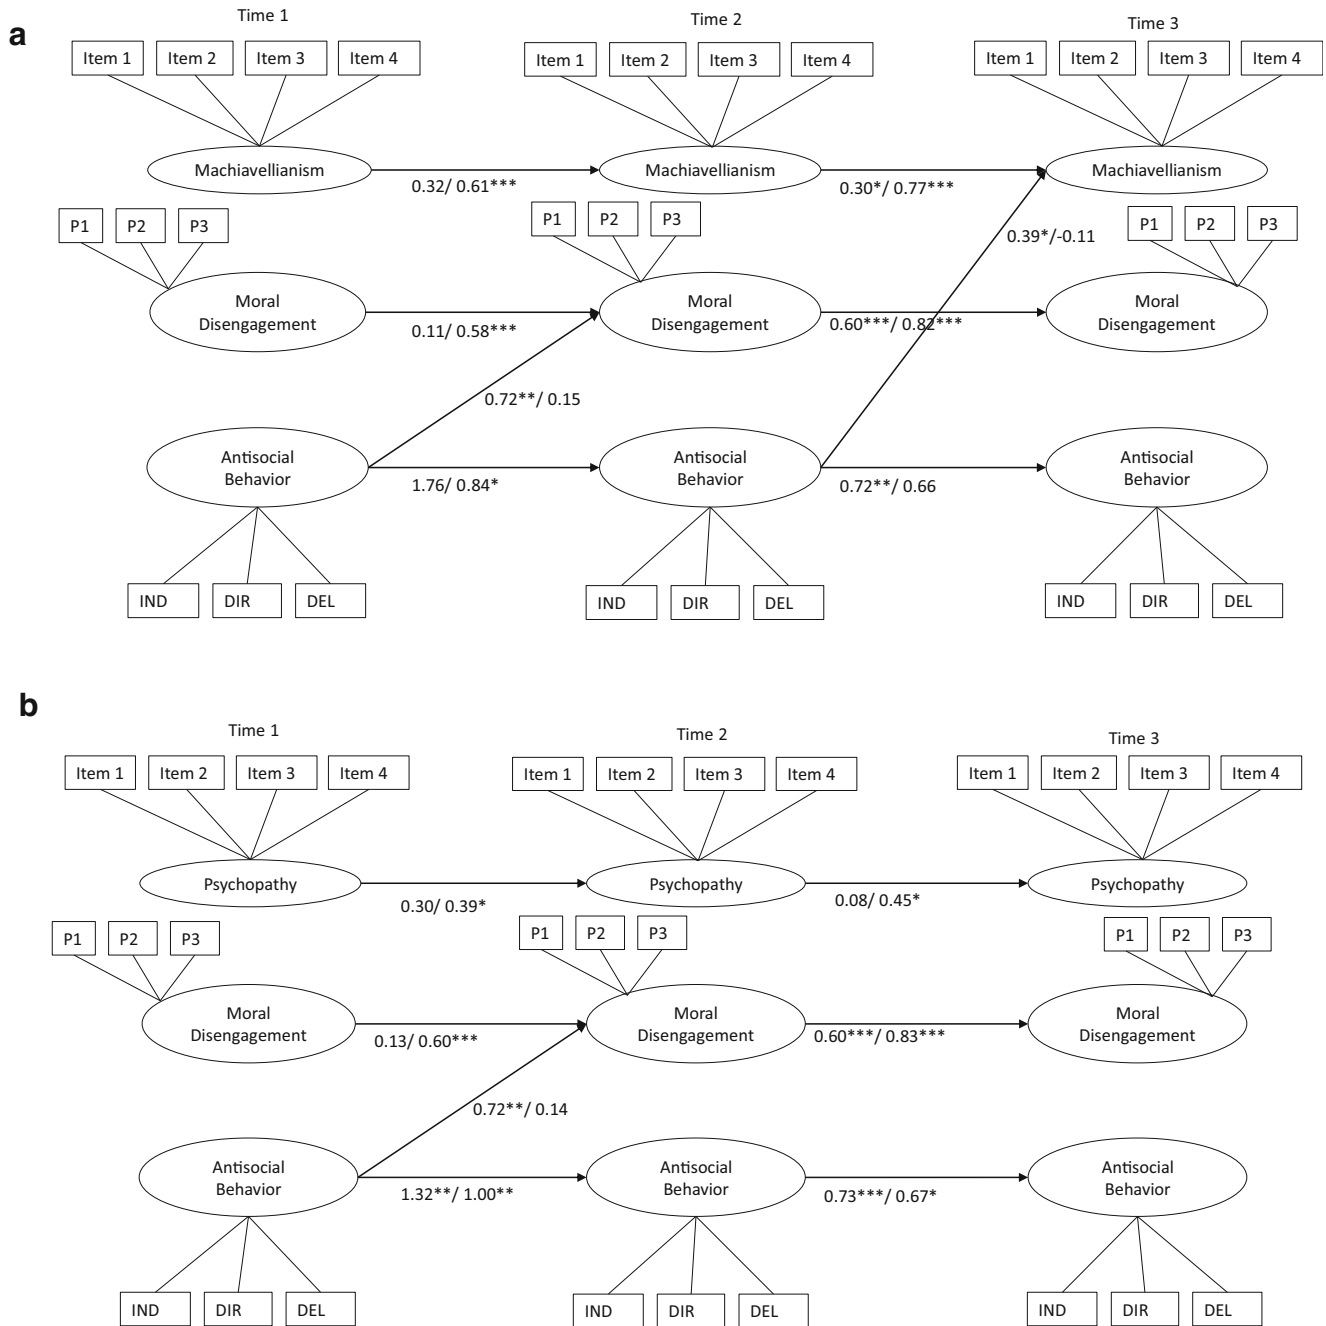 a
Time 1
Time 2
Time 3
Item 1 Item 2 Item 3 Item 4
Item 1 Item 2 Item 3 Item 4
Item 1 Item 2 Item 3 Item 4
Machiavellianism
0.32/ 0.61***
Machiavellianism
0.30*/ 0.77***
Machiavellianism
P1 P2 P3
P1 P2 P3
P1 P2 P3
0.39*/-0.11
Moral
Disengagement
0.11/ 0.58***
Moral
Disengagement
0.60***/ 0.82***
Moral
Disengagement
0.72**/ 0.15
Antisocial
Behavior
1.76/ 0.84*
Antisocial
Behavior
0.72**/ 0.66
Antisocial
Behavior
IND DIR DEL
IND DIR DEL
IND DIR DEL
b
Time 1
Time 2
Time 3
Item 1 Item 2 Item 3 Item 4
Item 1 Item 2 Item 3 Item 4
Item 1 Item 2 Item 3 Item 4
Psychopathy
0.30/ 0.39*
Psychopathy
0.08/ 0.45*
Psychopathy
P1 P2 P3
P1 P2 P3
P1 P2 P3
Moral
Disengagement
0.13/ 0.60***
Moral
Disengagement
0.60***/ 0.83***
Moral
Disengagement
0.72**/ 0.14
Antisocial
Behavior
1.32**/ 1.00**
Antisocial
Behavior
0.73***/ 0.67*
Antisocial
Behavior
IND DIR DEL
IND DIR DEL
IND DIR DEL